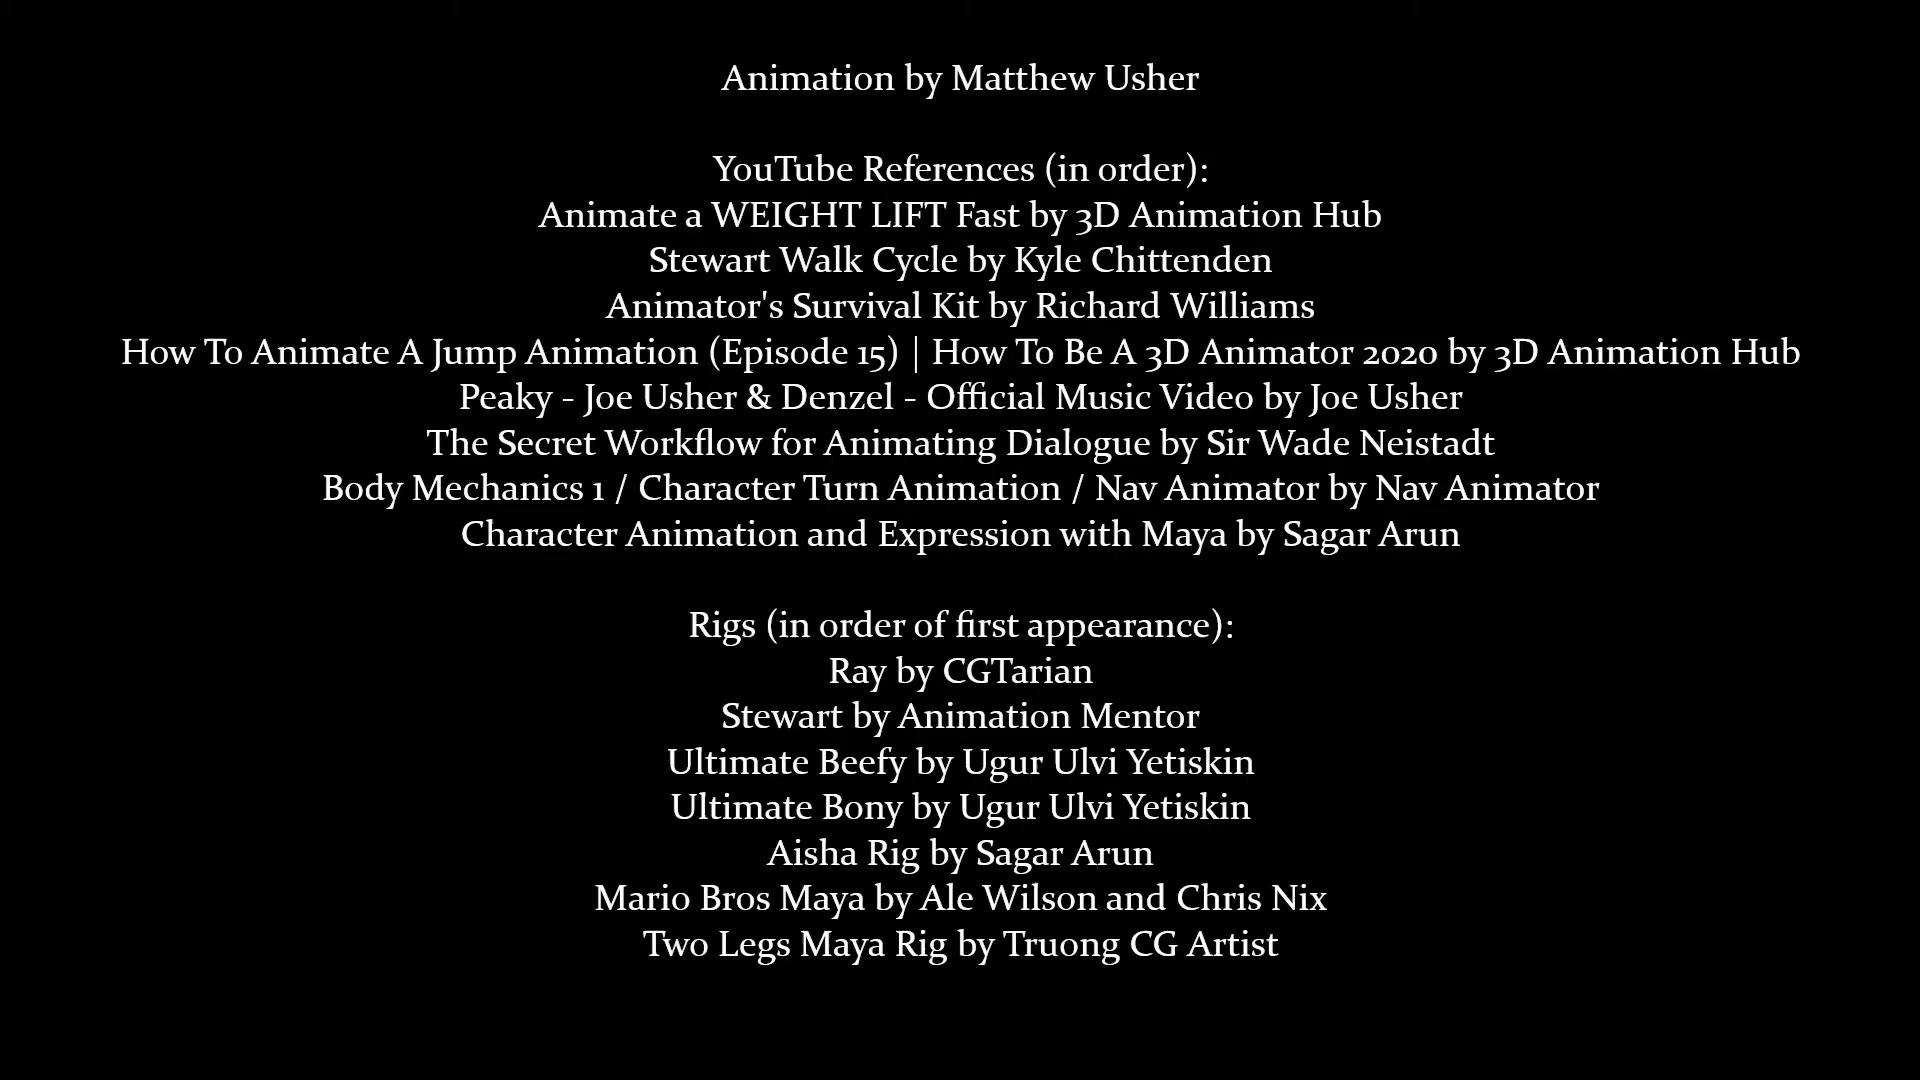 Animation by Matthew Usher
YouTube References (in order):
Animate a WEIGHT LIFT Fast by 3D Animation Hub
Stewart Walk Cycle by Kyle Chittenden
Animator's Survival Kit by Richard Williams
How To Animate A Jump Animation (Episode 15) | How To Be A 3D Animator 2020 by 3D Animation Hub
Peaky - Joe Usher & Denzel - Official Music Video by Joe Usher
The Secret Workflow for Animating Dialogue by Sir Wade Neistadt
Body Mechanics 1 / Character Turn Animation / Nav Animator by Nav Animator
Character Animation and Expression with Maya by Sagar Arun
Rigs (in order of first appearance):
Ray by CGTarian
Stewart by Animation Mentor
Ultimate Beefy by Ugur Ulvi Yetiskin
Ultimate Bony by Ugur Ulvi Yetiskin
Aisha Rig by Sagar Arun
Mario Bros Maya by Ale Wilson and Chris Nix
Two Legs Maya Rig by Truong CG Artist